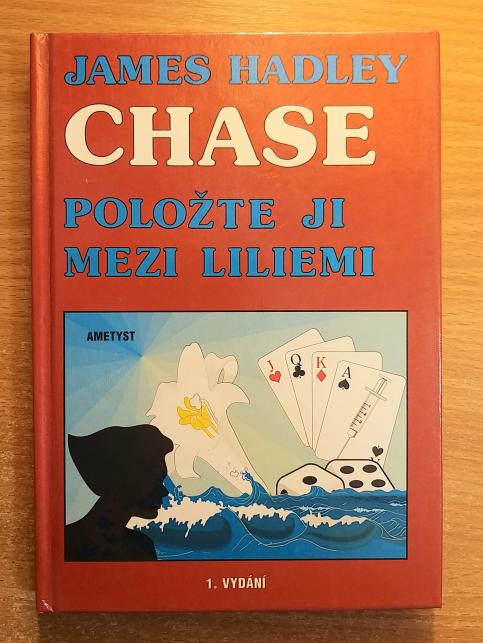 JAMES HADLEY
CHASE
POLOŽTE JI
MEZI LILIEMI
AMETYST
J
Q
K
A
1. VYDÁNÍ